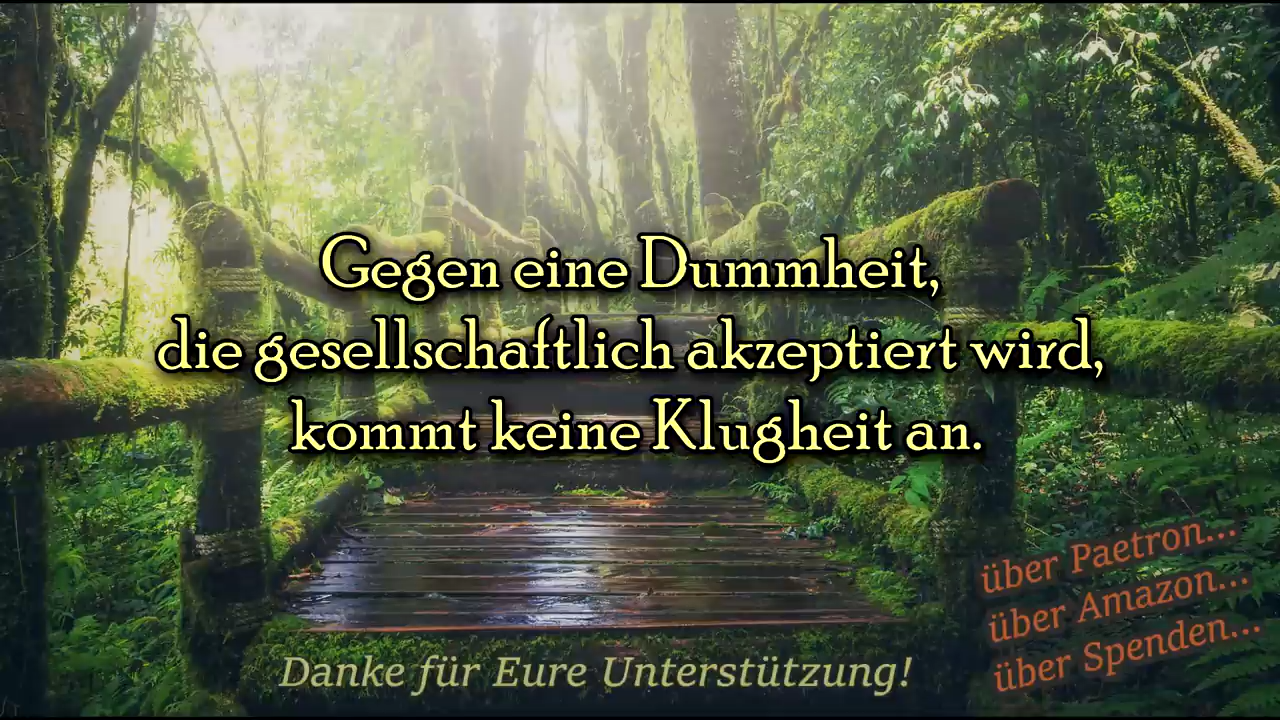 Gegen eine Dummheit,
die gesellschaftlich akzeptiert wird,
kommt keine Klugheit an.
über Paetron...
über Amazon...
über Spenden...
Danke für Eure Unterstützung!